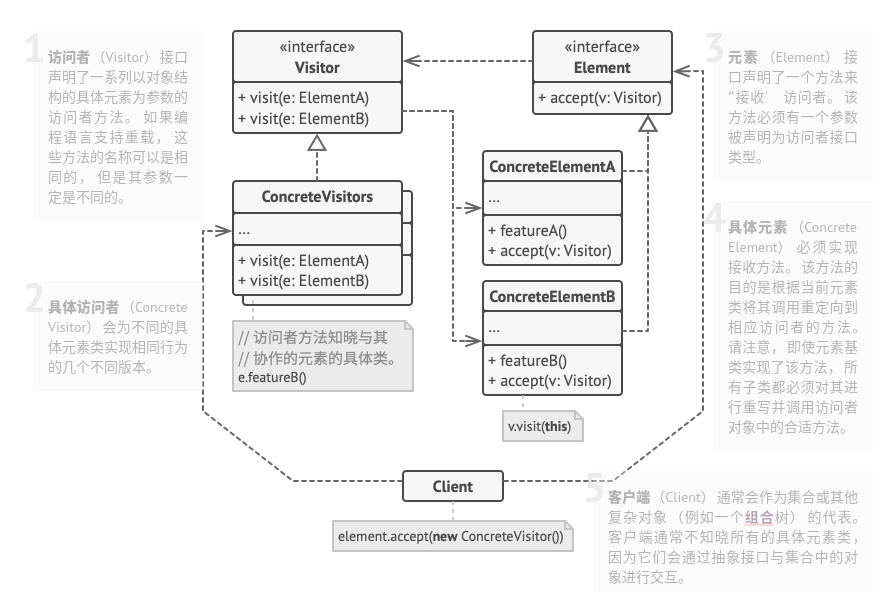 1
访问者 （Visitor） 接口
声明了一系列以对象结
构的具体元素为参数的
访问者方法。 如果编
程语言支持重载， 这
些方法的名称可以是相
同的， 但是其参数一
定是不同的。
2
具体访问者 （Concrete
Visitor） 会为不同的具
体元素类实现相同行为
的几个不同版本。
«interface»
Visitor
+ visit(e: ElementA)
+ visit(e: ElementB)
ConcreteVisitors
...
+ visit(e: ElementA)
+ visit(e: ElementB)
// 访问者方法知晓与其
// 协作的元素的具体类。
e.featureB()
«interface»
Element
+ accept(v: Visitor)
ConcreteElementA
...
+ featureA()
+ accept(v: Visitor)
ConcreteElementB
...
+ featureB()
+ accept(v: Visitor)
v.visit(this)
Client
element.accept(new ConcreteVisitor())
3
元素 （Element） 接
口声明了一个方法来
“接收” 访问者。 该
方法必须有一个参数
被声明为访问者接口
类型。
4
具体元素 （Concrete
Element） 必须实现
接收方法。 该方法的
目的是根据当前元素
类将其调用重定向到
相应访问者的方法。
请注意， 即使元素基
类实现了该方法， 所
有子类都必须对其进
行重写并调用访问者
对象中的合适方法。
5
客户端 （Client） 通常会作为集合或其他
复杂对象 （例如一个组合树） 的代表。
客户端通常不知晓所有的具体元素类，
因为它们会通过抽象接口与集合中的对
象进行交互。